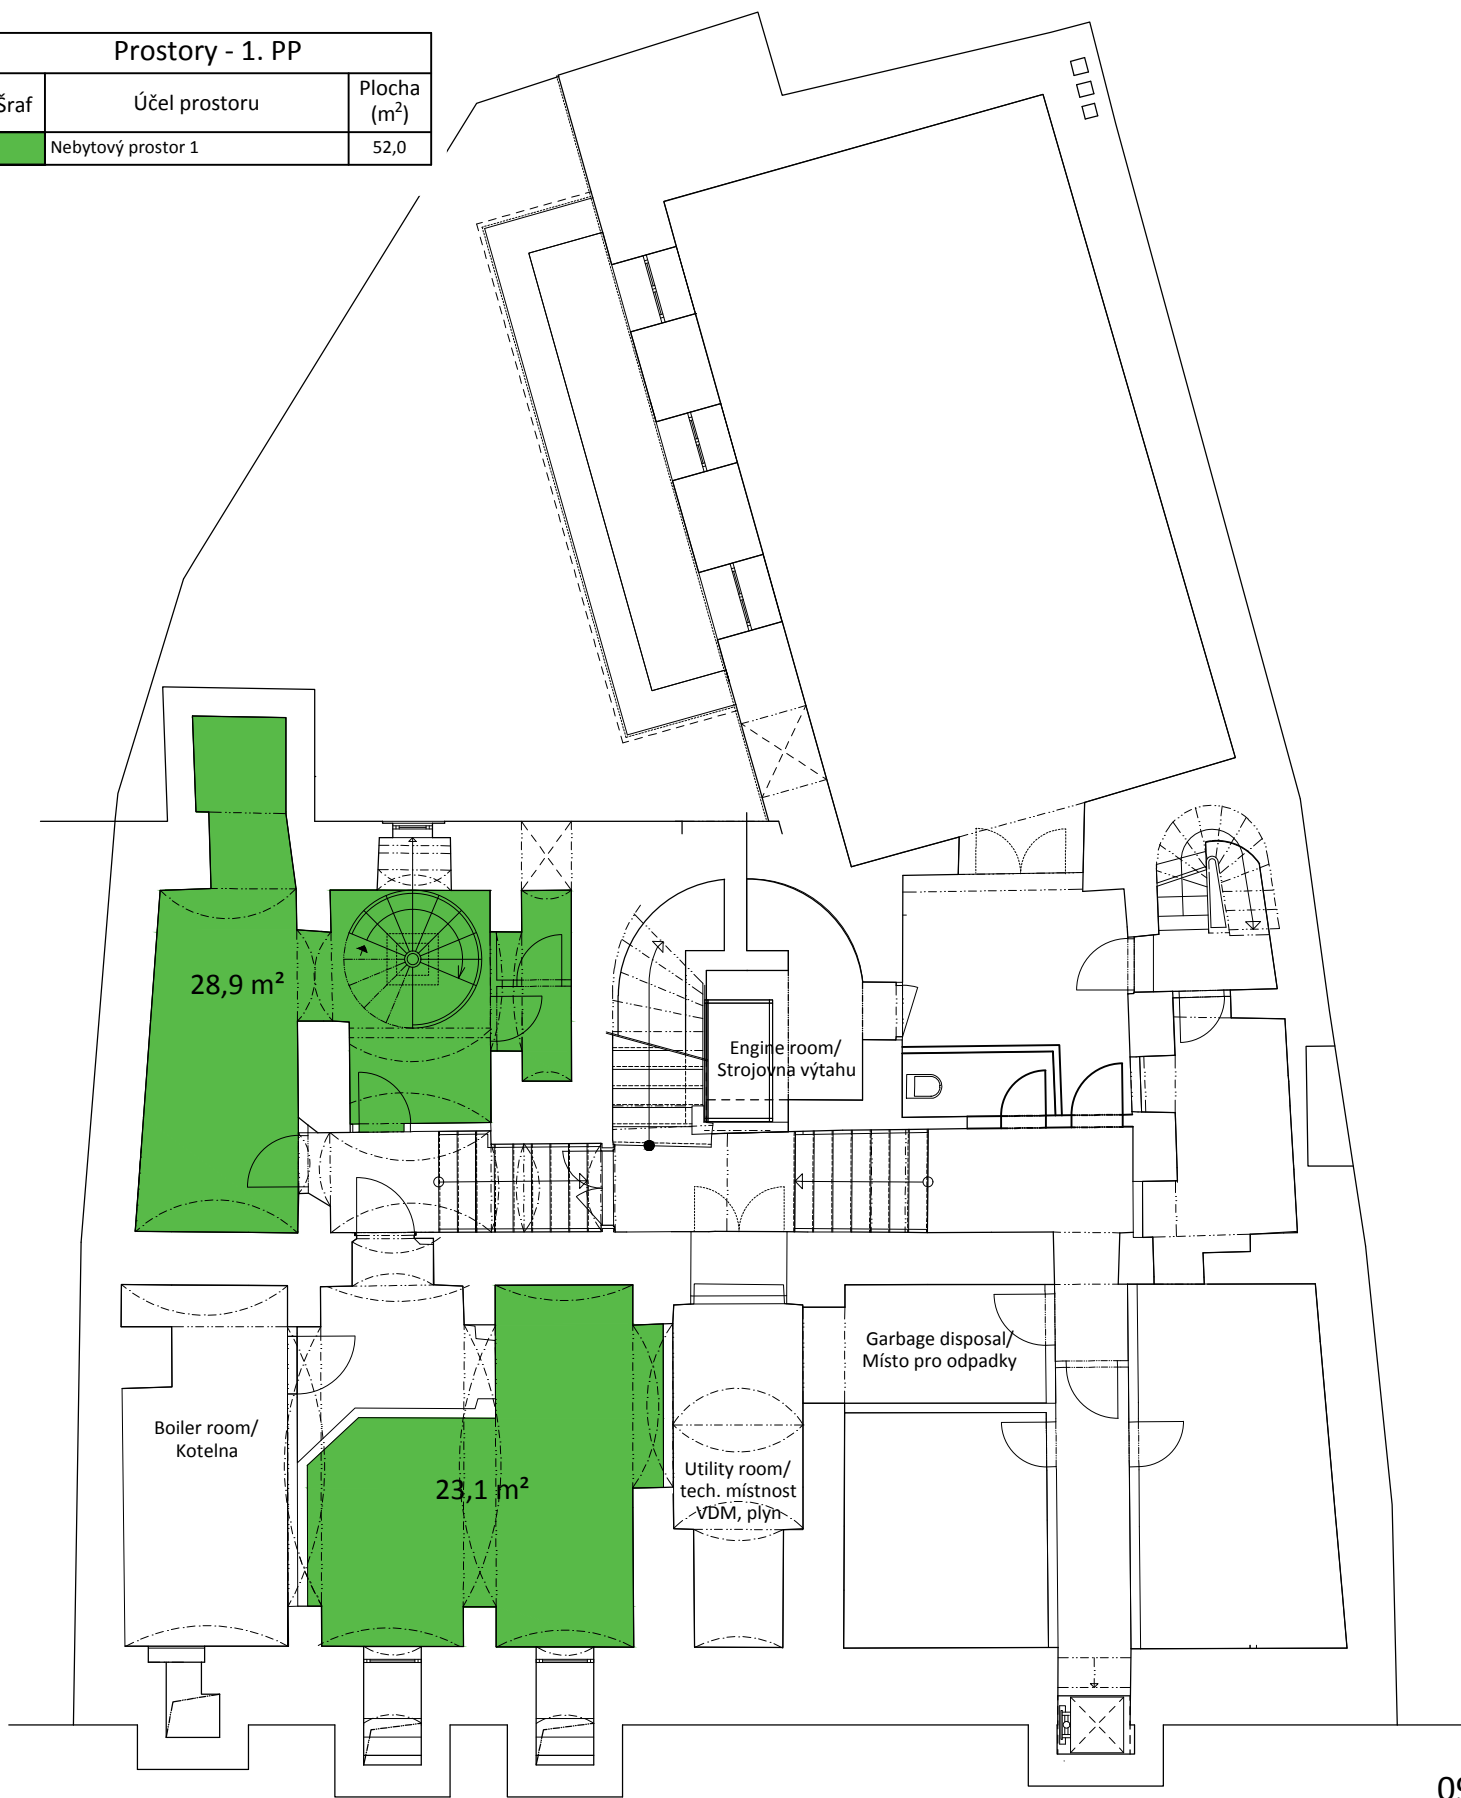 Prostory - 1. PP
Šraf
Účel prostoru
Plocha
(m²)
Nebytový prostor 1
52,0
28,9 m²
Engine room/
Strojovna výtahu
Garbage disposal/
Místo pro odpadky
Boiler room/
Kotelna
23,1 m²
Utility room/
tech. místnost
VDM, plyn
09